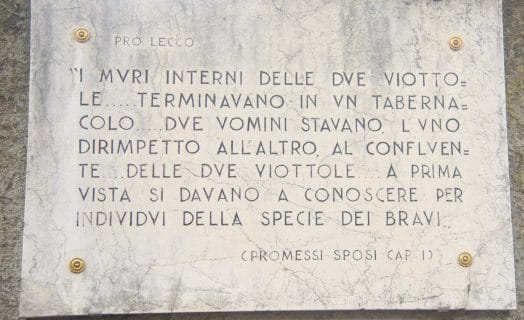 PRO LECCO
"I MVRI INTERNI DELLE DVE VIOTTO=
LE.....TERMINAVANO IN VN TABERNA=
COLO.....DVE VOMINI STAVANO, L'VNO
DIRIMPETTO ALL'ALTRO, AL CONFLVEN=
TE...DELLE DVE VIOTTOLE....A PRIMA
VISTA SI DAVANO A CONOSCERE PER
INDIVIDVI DELLA SPECIE DEI BRAVI,,
(PROMESSI SPOSI CAP. I)